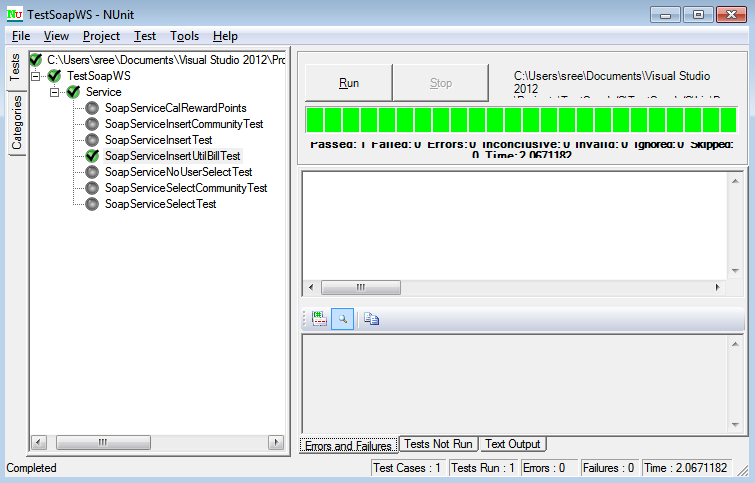 TestSoapWS - NUnit
File View Project Test Tools Help
Tests
Categories
C:\Users\sree\Documents\Visual Studio 2012\Pro
TestSoapWS
Service
SoapServiceCalRewardPoints
SoapServiceInsertCommunityTest
SoapServiceInsertTest
SoapServiceInsertUtilBillTest
SoapServiceNoUserSelectTest
SoapServiceSelectCommunityTest
SoapServiceSelectTest
Run
Stop
C:\Users\sree\Documents\Visual Studio
2012
Passed: 1 Failed: 0 Errors: 0 Inconclusive: 0 Invalid: 0 Ignored: 0 Skipped:
0 Time: 2.0671182
Errors and Failures
Tests Not Run
Text Output
Completed
Test Cases : 1
Tests Run : 1
Errors : 0
Failures : 0
Time : 2.0671182